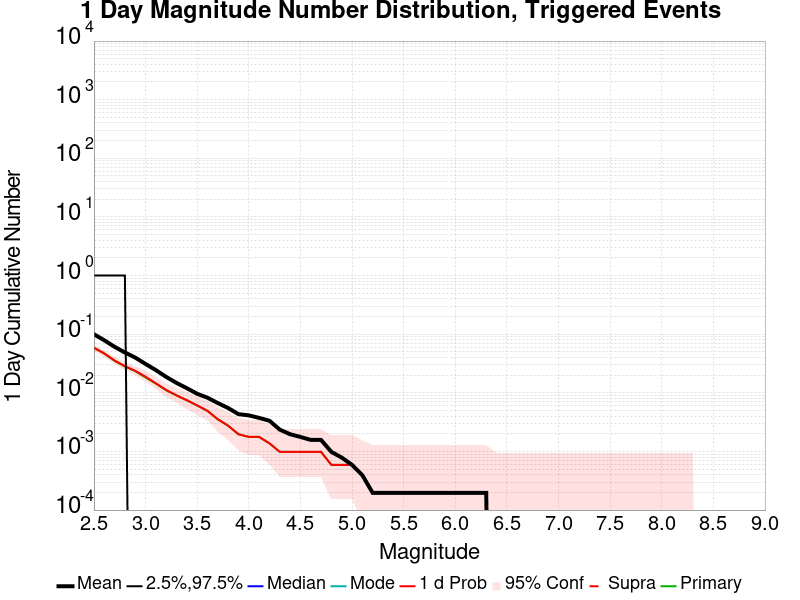 1 Day Magnitude Number Distribution, Triggered Events
1 Day Cumulative Number
10^4
10^3
10^2
10^1
10^0
10^-1
10^-2
10^-3
10^-4
2.5 3.0 3.5 4.0 4.5 5.0 5.5 6.0 6.5 7.0 7.5 8.0 8.5 9.0
Magnitude
Mean 2.5%,97.5% Median Mode 1 d Prob 95% Conf Supra Primary